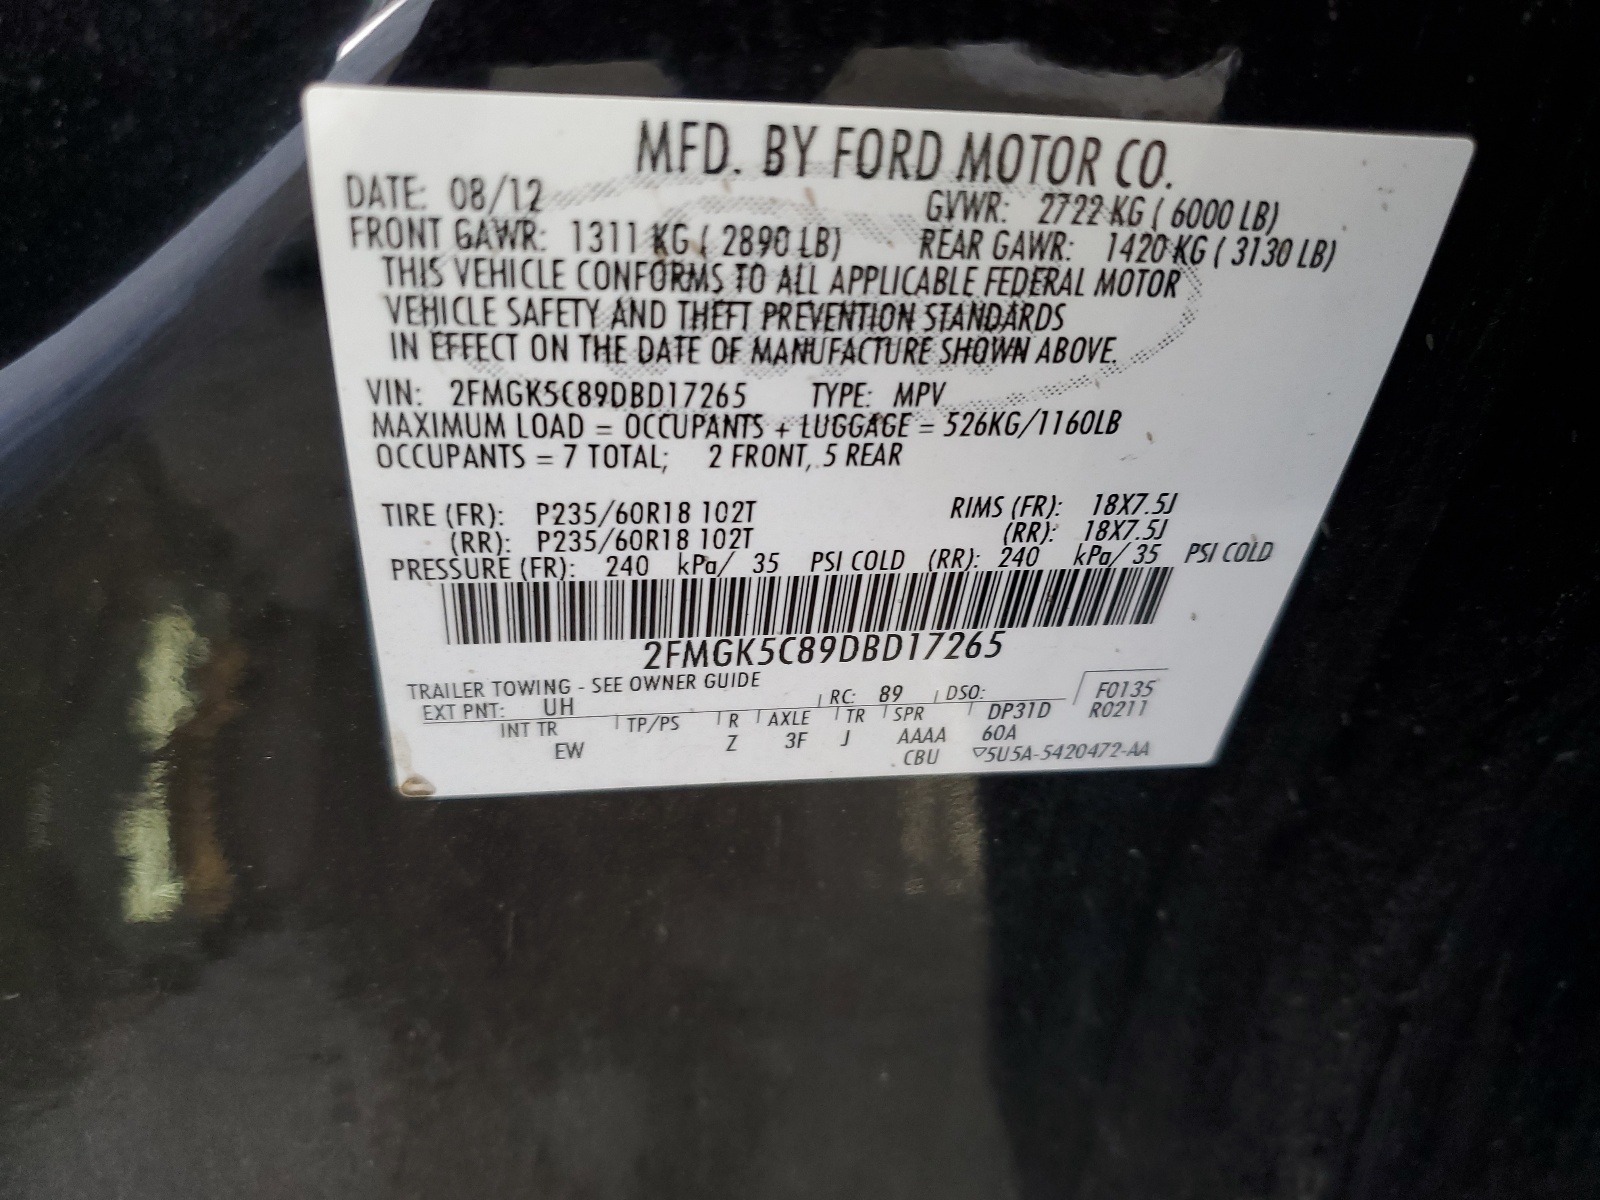 MFD. BY FORD MOTOR CO.
DATE: 08/12 GVWR: 2722 KG ( 6000 LB)
FRONT GAWR: 1311 KG ( 2890 LB) REAR GAWR: 1420 KG ( 3130 LB)
THIS VEHICLE CONFORMS TO ALL APPLICABLE FEDERAL MOTOR
VEHICLE SAFETY AND THEFT PREVENTION STANDARDS
IN EFFECT ON THE DATE OF MANUFACTURE SHOWN ABOVE.
VIN: 2FMGK5C89DBD17265 TYPE: MPV
MAXIMUM LOAD = OCCUPANTS + LUGGAGE = 526KG/1160LB
OCCUPANTS = 7 TOTAL; 2 FRONT, 5 REAR
TIRE (FR): P235/60R18 102T RIMS (FR): 18X7.5J
(RR): P235/60R18 102T (RR): 18X7.5J
PRESSURE (FR): 240 kPa/ 35 PSI COLD (RR): 240 kPa/ 35 PSI COLD
2FMGK5C89DBD17265
TRAILER TOWING - SEE OWNER GUIDE
EXT PNT: UH RC: 89 DSO: F0135
INT TR TP/PS R AXLE TR SPR DP31D R0211
EW Z 3F J AAAA 60A
CBU ▽5U5A-5420472-AA